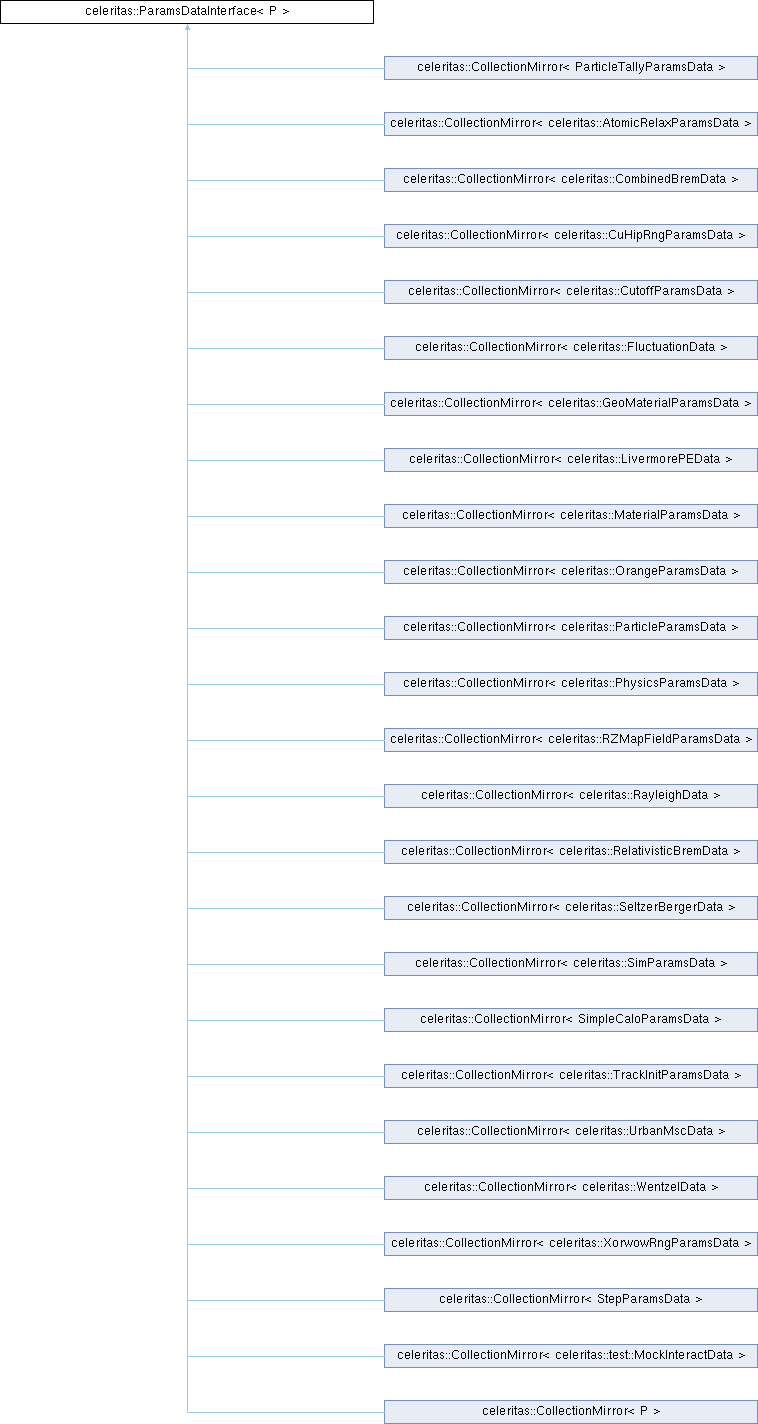 celeritas::ParamsDataInterface< P >
celeritas::CollectionMirror< ParticleTallyParamsData >
celeritas::CollectionMirror< celeritas::AtomicRelaxParamsData >
celeritas::CollectionMirror< celeritas::CombinedBremData >
celeritas::CollectionMirror< celeritas::CuHipRngParamsData >
celeritas::CollectionMirror< celeritas::CutoffParamsData >
celeritas::CollectionMirror< celeritas::FluctuationData >
celeritas::CollectionMirror< celeritas::GeoMaterialParamsData >
celeritas::CollectionMirror< celeritas::LivermorePEData >
celeritas::CollectionMirror< celeritas::MaterialParamsData >
celeritas::CollectionMirror< celeritas::OrangeParamsData >
celeritas::CollectionMirror< celeritas::ParticleParamsData >
celeritas::CollectionMirror< celeritas::PhysicsParamsData >
celeritas::CollectionMirror< celeritas::RZMapFieldParamsData >
celeritas::CollectionMirror< celeritas::RayleighData >
celeritas::CollectionMirror< celeritas::RelativisticBremData >
celeritas::CollectionMirror< celeritas::SeltzerBergerData >
celeritas::CollectionMirror< celeritas::SimParamsData >
celeritas::CollectionMirror< SimpleCaloParamsData >
celeritas::CollectionMirror< celeritas::TrackInitParamsData >
celeritas::CollectionMirror< celeritas::UrbanMscData >
celeritas::CollectionMirror< celeritas::WentzelData >
celeritas::CollectionMirror< celeritas::XorwowRngParamsData >
celeritas::CollectionMirror< StepParamsData >
celeritas::CollectionMirror< celeritas::test::MockInteractData >
celeritas::CollectionMirror< P >